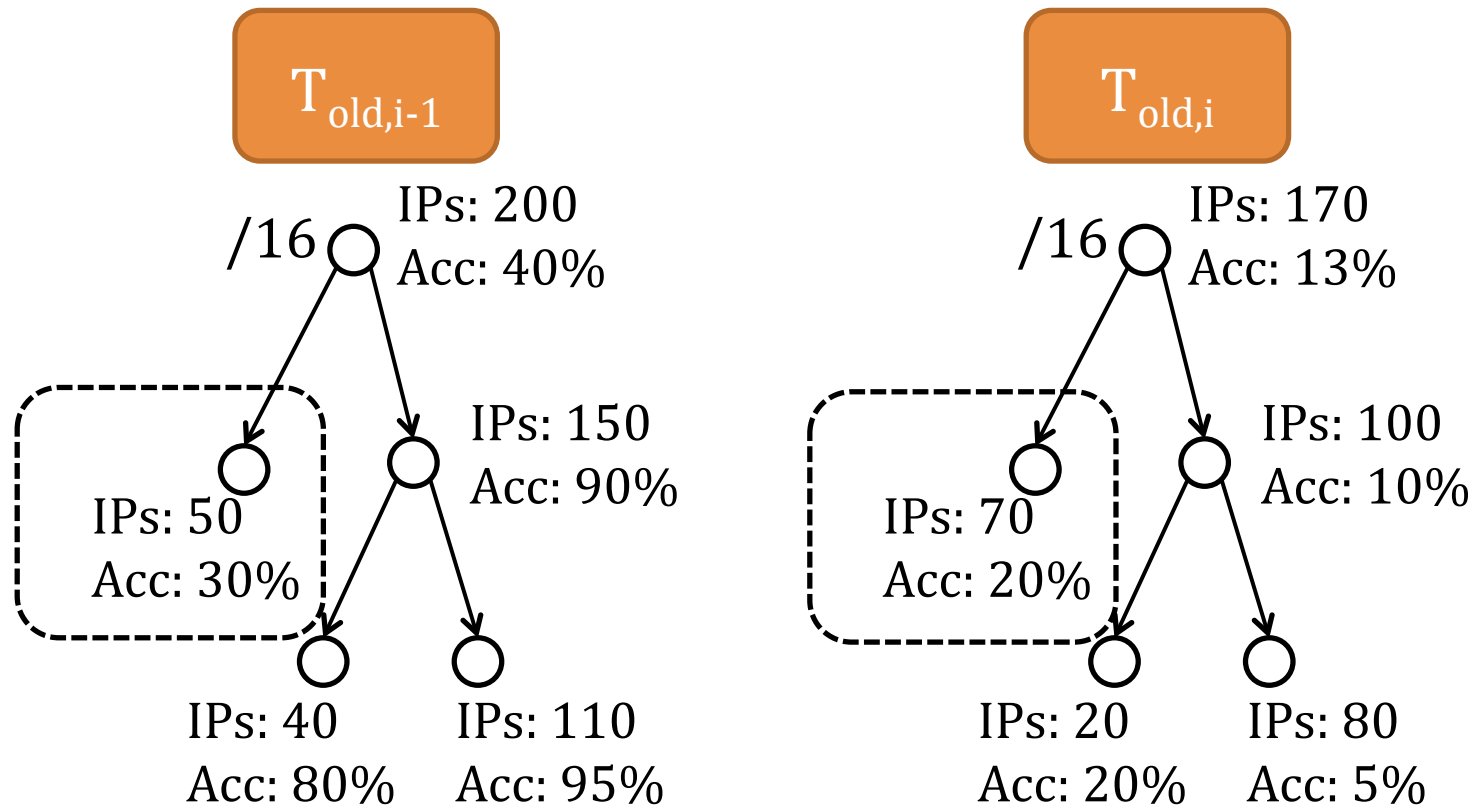 T_old,i-1
IPs: 200
/16
Acc: 40%
IPs: 150
Acc: 90%
IPs: 50
Acc: 30%
IPs: 40
Acc: 80%
IPs: 110
Acc: 95%
T_old,i
IPs: 170
/16
Acc: 13%
IPs: 100
Acc: 10%
IPs: 70
Acc: 20%
IPs: 20
Acc: 20%
IPs: 80
Acc: 5%